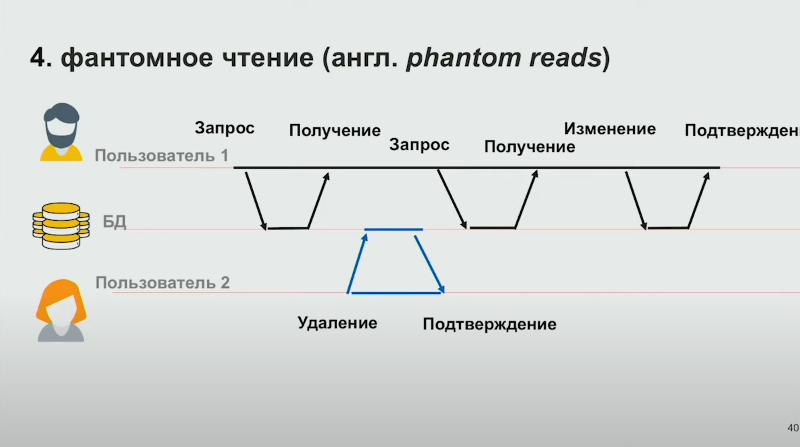 4. фантомное чтение (англ. phantom reads)
Запрос
Получение
Запрос
Получение
Изменение
Подтвержден
Пользователь 1
БД
Пользователь 2
Удаление
Подтверждение
40